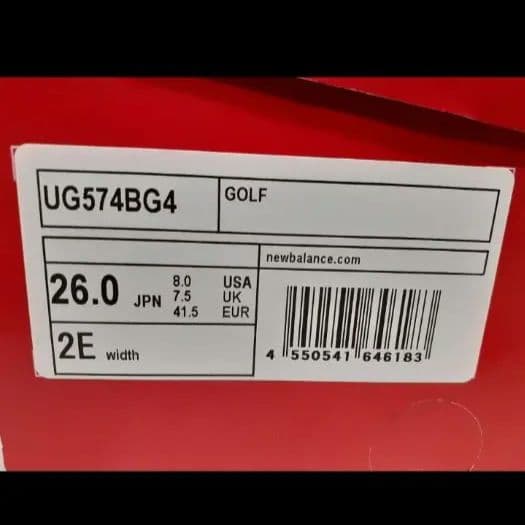 UG574BG4
GOLF
newbalance.com
26.0 JPN
8.0 USA
7.5 UK
41.5 EUR
2E width
4 550541 646183